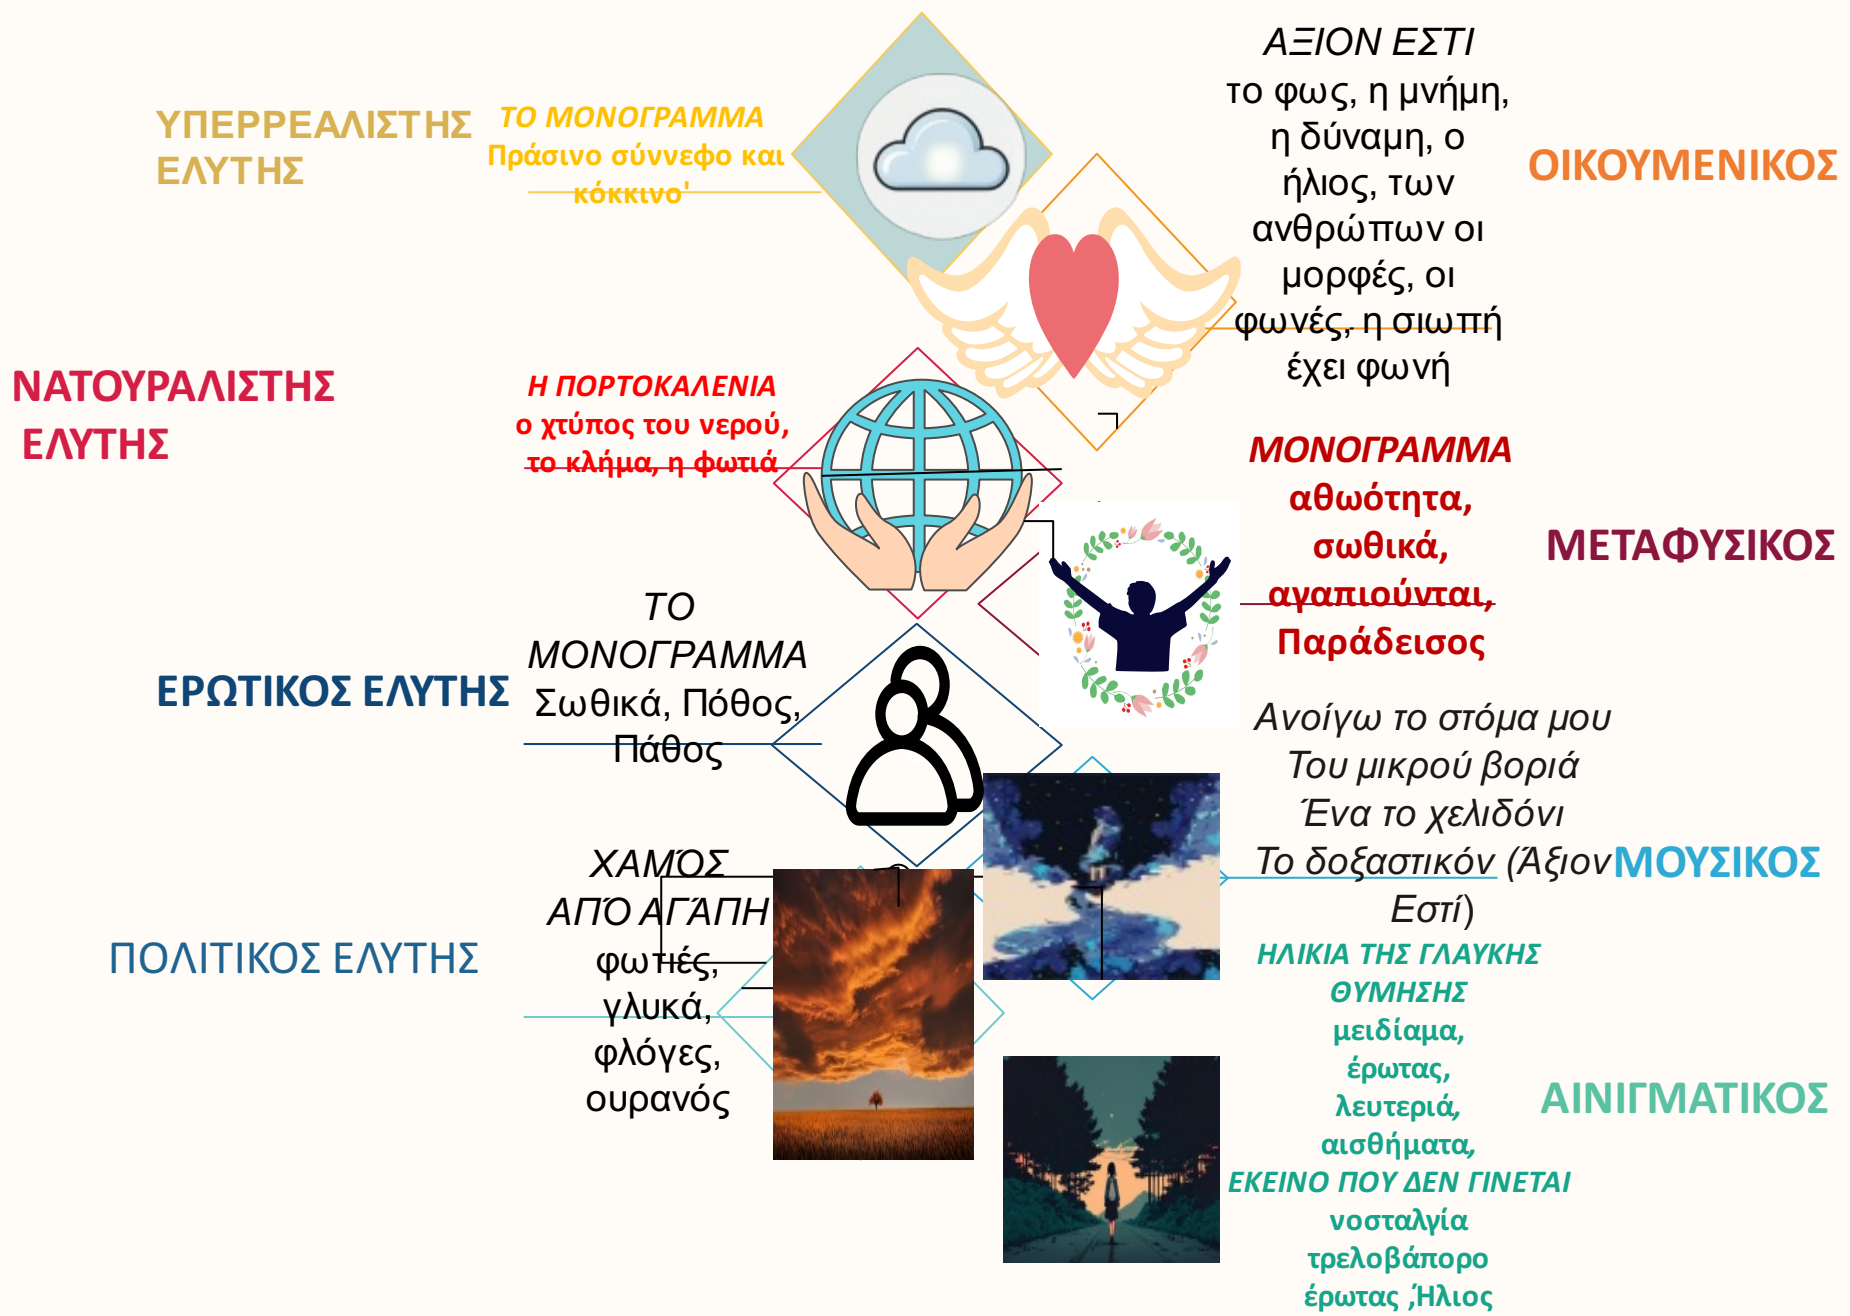 ΥΠΕΡΡΕΑΛΙΣΤΗΣ
ΕΛΥΤΗΣ
ΤΟ ΜΟΝΟΓΡΑΜΜΑ
Πράσινο σύννεφο και
κόκκινο'
ΑΞΙΟΝ ΕΣΤΙ
το φως, η μνήμη,
η δύναμη, ο
ήλιος, των
ανθρώπων οι
μορφές, οι
φωνές, η σιωπή
έχει φωνή
ΟΙΚΟΥΜΕΝΙΚΟΣ
ΝΑΤΟΥΡΑΛΙΣΤΗΣ
ΕΛΥΤΗΣ
Η ΠΟΡΤΟΚΑΛΕΝΙΑ
ο χτύπος του νερού,
το κλήμα, η φωτιά
ΜΟΝΟΓΡΑΜΜΑ
αθωότητα,
σωθικά,
αγαπιούνται,
Παράδεισος
ΜΕΤΑΦΥΣΙΚΟΣ
ΕΡΩΤΙΚΟΣ ΕΛΥΤΗΣ
ΤΟ
ΜΟΝΟΓΡΑΜΜΑ
Σωθικά, Πόθος,
Πάθος
Ανοίγω το στόμα μου
Του μικρού βοριά
Ένα το χελιδόνι
Το δοξαστικόν (Άξιον
Εστί)
ΜΟΥΣΙΚΟΣ
ΠΟΛΙΤΙΚΟΣ ΕΛΥΤΗΣ
ΧΑΜΌΣ
ΑΠΌ ΑΓΆΠΗ
φωτιές,
γλυκά,
φλόγες,
ουρανός
ΗΛΙΚΙΑ ΤΗΣ ΓΛΑΥΚΗΣ
ΘΥΜΗΣΗΣ
μειδίαμα,
έρωτας,
λευτεριά,
αισθήματα,
ΕΚΕΙΝΟ ΠΟΥ ΔΕΝ ΓΙΝΕΤΑΙ
νοσταλγία
τρελοβάπορο
έρωτας ,Ήλιος
ΑΙΝΙΓΜΑΤΙΚΟΣ